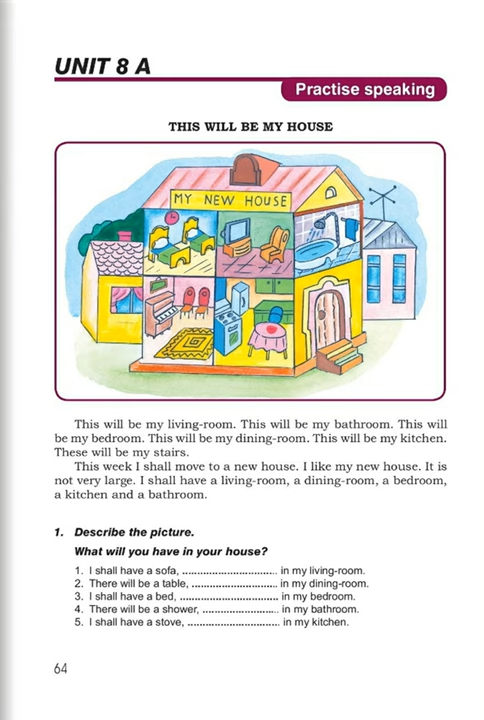 UNIT 8 A
Practise speaking
THIS WILL BE MY HOUSE
MY NEW HOUSE
This will be my living-room. This will be my bathroom. This will
be my bedroom. This will be my dining-room. This will be my kitchen.
These will be my stairs.
This week I shall move to a new house. I like my new house. It is
not very large. I shall have a living-room, a dining-room, a bedroom,
a kitchen and a bathroom.
1. Describe the picture.
What will you have in your house?
1. I shall have a sofa, ................................ in my living-room.
2. There will be a table, ............................. in my dining-room.
3. I shall have a bed, ................................. in my bedroom.
4. There will be a shower, ......................... in my bathroom.
5. I shall have a stove, ............................... in my kitchen.
64